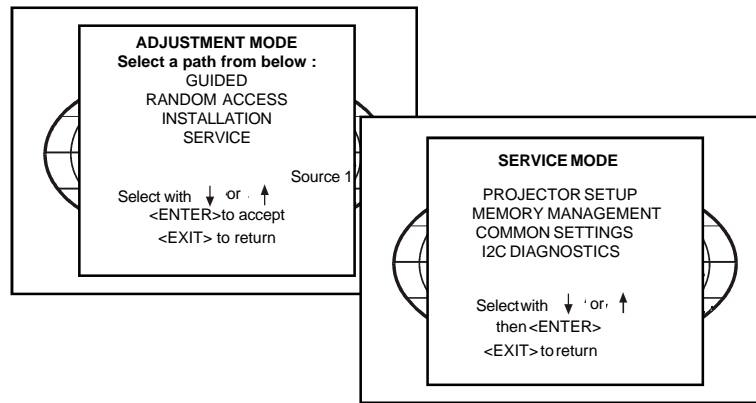 ADJUSTMENT MODE
Select a path from below :
GUIDED
RANDOM ACCESS
INSTALLATION
SERVICE
Source 1
Select with ↓ or ↑
<ENTER>to accept
<EXIT> to return
SERVICE MODE
PROJECTOR SETUP
MEMORY MANAGEMENT
COMMON SETTINGS
I2C DIAGNOSTICS
Selectwith ↓ or ↑
then <ENTER>
<EXIT> to return